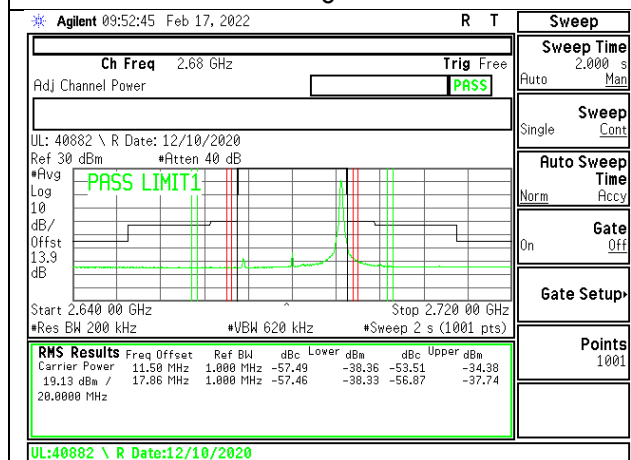 Agilent 09:52:45 Feb 17, 2022 R T
Sweep
Ch Freq 2.68 GHz Trig Free
Adj Channel Power PASS
Sweep Time
2.000 s
Auto Man
Sweep
Single Cont
UL: 40882 \ R Date: 12/10/2020
Ref 30 dBm #Atten 40 dB
#Avg
Log
10
dB/
Offst
13.9
dB
PASS LIMIT1
Auto Sweep
Time
Norm Accy
Gate
On Off
Gate Setup
Start 2.640 00 GHz ^ Stop 2.720 00 GHz
#Res BW 200 kHz #VBW 620 kHz #Sweep 2 s (1001 pts)
Points
1001
RMS Results Freq Offset Ref BW dBc Lower dBm dBc Upper dBm
Carrier Power 11.50 MHz 1.000 MHz -57.49 -38.36 -53.51 -34.38
19.13 dBm / 17.86 MHz 1.000 MHz -57.46 -38.33 -56.87 -37.74
20.0000 MHz
UL:40882 \ R Date:12/10/2020